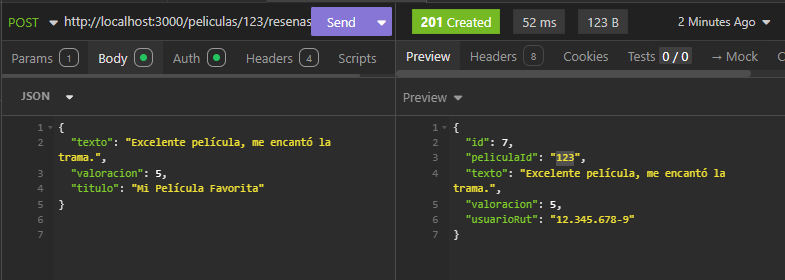 POST http://localhost:3000/peliculas/123/resenas Send
Params 1 Body Auth Headers 4 Scripts
JSON
1 {
2 "texto": "Excelente película, me encantó la
trama.",
3 "valoracion": 5,
4 "titulo": "Mi Película Favorita"
5 }
6
7
201 Created 52 ms 123 B 2 Minutes Ago
Preview Headers 8 Cookies Tests 0 / 0 → Mock
Preview
1 {
2 "id": 7,
3 "peliculaId": "123",
4 "texto": "Excelente película, me encantó la
trama.",
5 "valoracion": 5,
6 "usuarioRut": "12.345.678-9"
7 }